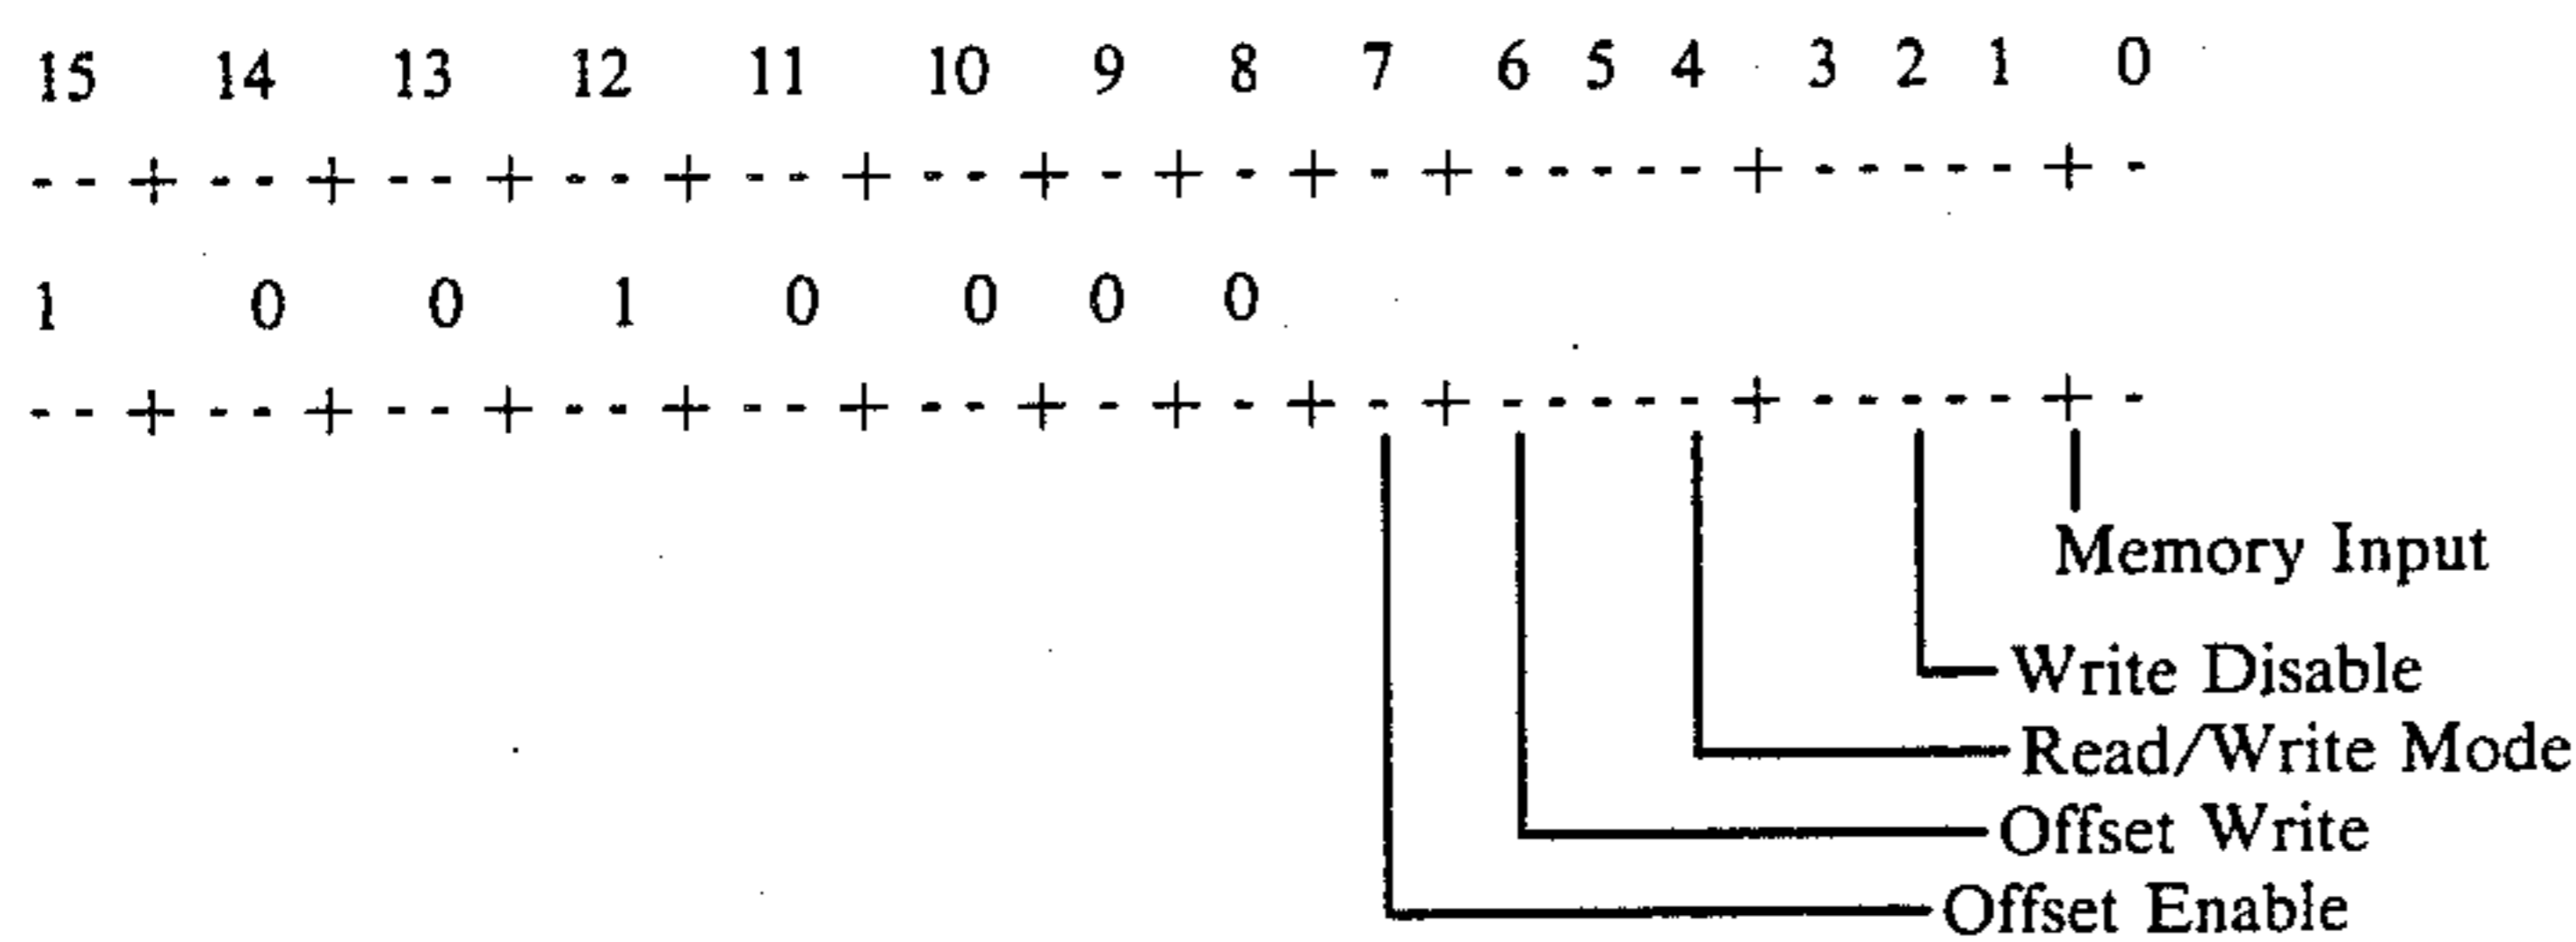 15 14 13 12 11 10 9 8 7 6 5 4 3 2 1 0
--+--+--+--+--+--+-+-+-+-----+-----+-
1 0 0 1 0 0 0 0
--+--+--+--+--+--+-+-+-+-----+-----+-
Memory Input
Write Disable
Read/Write Mode
Offset Write
Offset Enable